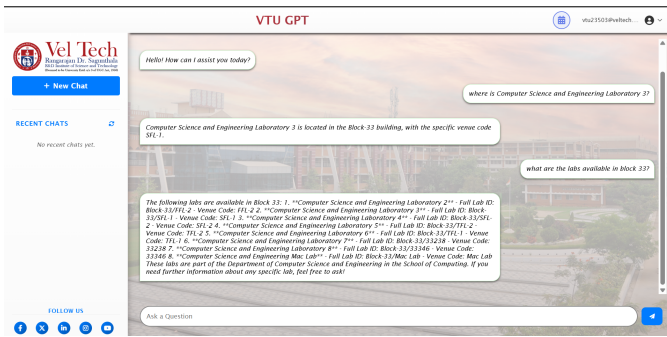 VTU GPT
vtu23503@veltech...
Vel Tech
Rangarajan Dr. Sagunthala
R&D Institute of Science and Technology
+ New Chat
RECENT CHATS
No recent chats yet.
FOLLOW US
Hello! How can I assist you today?
where is Computer Science and Engineering Laboratory 3?
Computer Science and Engineering Laboratory 3 is located in the Block-33 building, with the specific venue code
SFL-1.
what are the labs available in block 33?
The following labs are available in Block 33: 1. **Computer Science and Engineering Laboratory 2** - Full Lab ID:
Block-33/FFL-2 - Venue Code: FFL-2 2. **Computer Science and Engineering Laboratory 3** - Full Lab ID: Block-
33/SFL-1 - Venue Code: SFL-1 3. **Computer Science and Engineering Laboratory 4** - Full Lab ID: Block-33/SFL-
2 - Venue Code: SFL-2 4. **Computer Science and Engineering Laboratory 5** - Full Lab ID: Block-33/TFL-2 -
Venue Code: TFL-2 5. **Computer Science and Engineering Laboratory 6** - Full Lab ID: Block-33/TFL-1 - Venue
Code: TFL-1 6. **Computer Science and Engineering Laboratory 7** - Full Lab ID: Block-33/33238 - Venue Code:
33238 7. **Computer Science and Engineering Laboratory 8** - Full Lab ID: Block-33/33346 - Venue Code:
33346 8. **Computer Science and Engineering Mac Lab** - Full Lab ID: Block-33/Mac Lab - Venue Code: Mac Lab
These labs are part of the Department of Computer Science and Engineering in the School of Computing. If you
need further information about any specific lab, feel free to ask!
Ask a Question